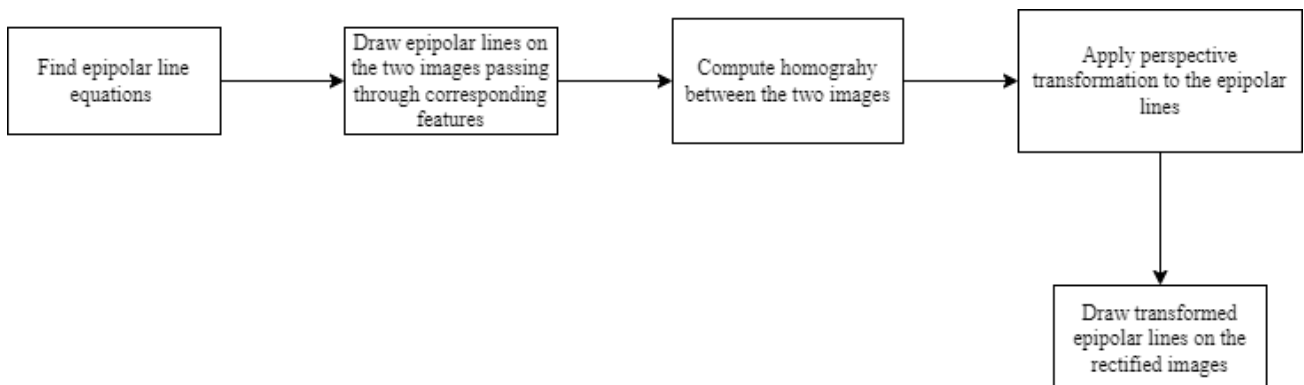 Find epipolar line
equations
Draw epipolar lines on
the two images passing
through corresponding
features
Compute homograhy
between the two images
Apply perspective
transformation to the epipolar
lines
Draw transformed
epipolar lines on the
rectified images